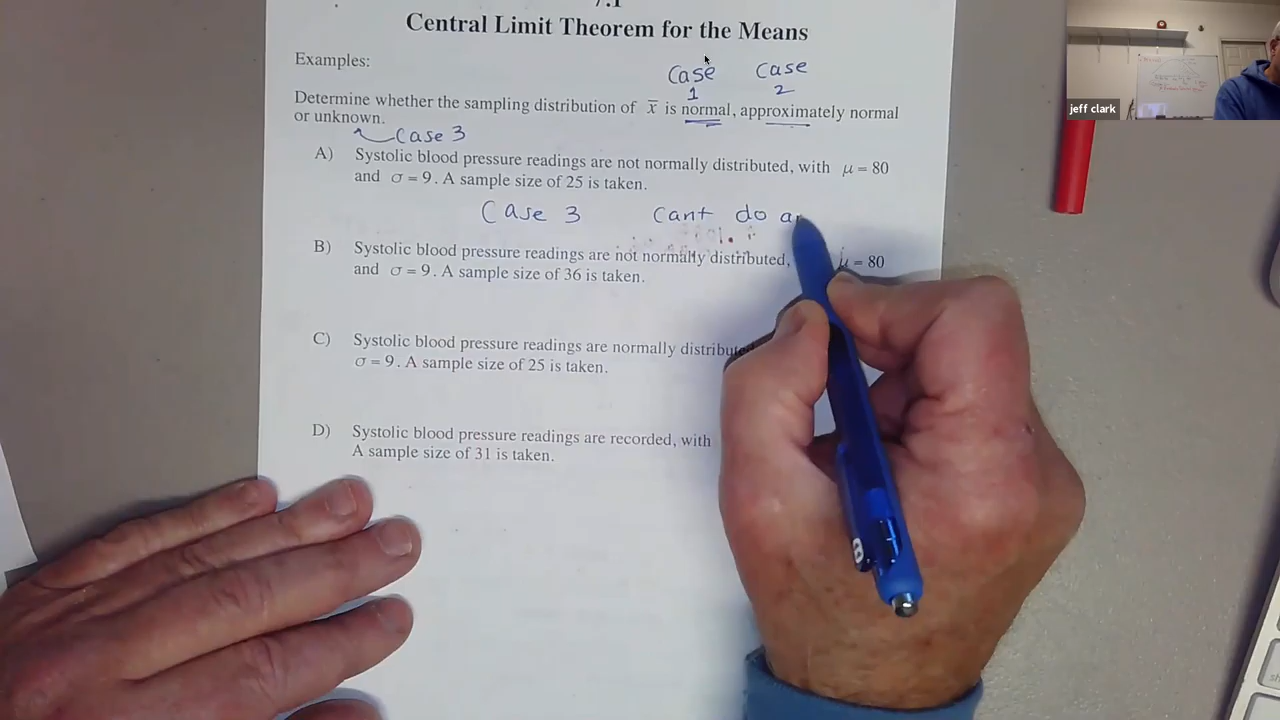 7.1
Central Limit Theorem for the Means
Examples:
Case Case
1 2
Determine whether the sampling distribution of x̄ is normal, approximately normal
or unknown.
Case 3
A) Systolic blood pressure readings are not normally distributed, with μ = 80
and σ = 9. A sample size of 25 is taken.
Case 3 Cant do
B) Systolic blood pressure readings are not normally distributed, μ = 80
and σ = 9. A sample size of 36 is taken.
C) Systolic blood pressure readings are normally
σ = 9. A sample size of 25 is taken.
D) Systolic blood pressure readings are recorded, with
A sample size of 31 is taken.
jeff clark